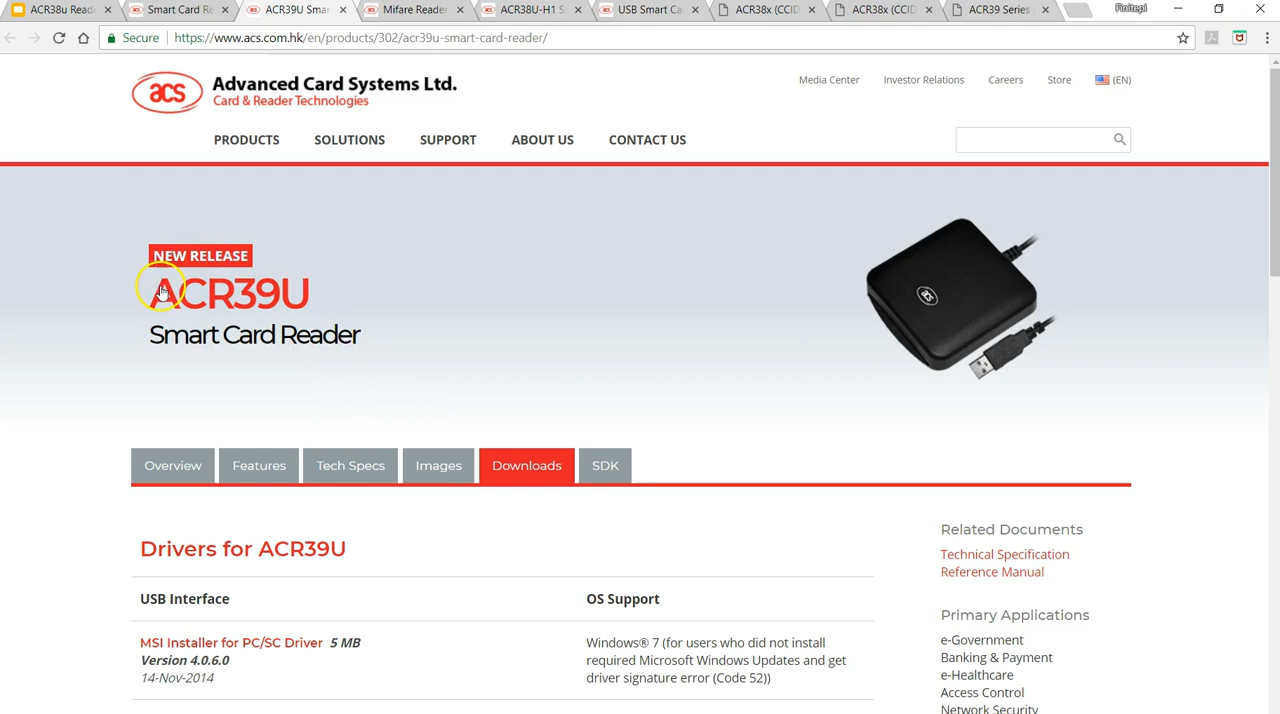 ACR38u Reade
Smart Card Re
ACR39U Smar
Mifare Reader
ACR38U-H1 S
USB Smart Ca
ACR38x (CCID
ACR38x (CCID
ACR39 Series
Finitepi
Secure
https://www.acs.com.hk/en/products/302/acr39u-smart-card-reader/
acs
Advanced Card Systems Ltd.
Card & Reader Technologies
Media Center
Investor Relations
Careers
Store
(EN)
PRODUCTS
SOLUTIONS
SUPPORT
ABOUT US
CONTACT US
NEW RELEASE
ACR39U
Smart Card Reader
acs
Overview
Features
Tech Specs
Images
Downloads
SDK
Drivers for ACR39U
USB Interface
OS Support
MSI Installer for PC/SC Driver 5 MB
Version 4.0.6.0
14-Nov-2014
Windows® 7 (for users who did not install
required Microsoft Windows Updates and get
driver signature error (Code 52))
Related Documents
Technical Specification
Reference Manual
Primary Applications
e-Government
Banking & Payment
e-Healthcare
Access Control
Network Security